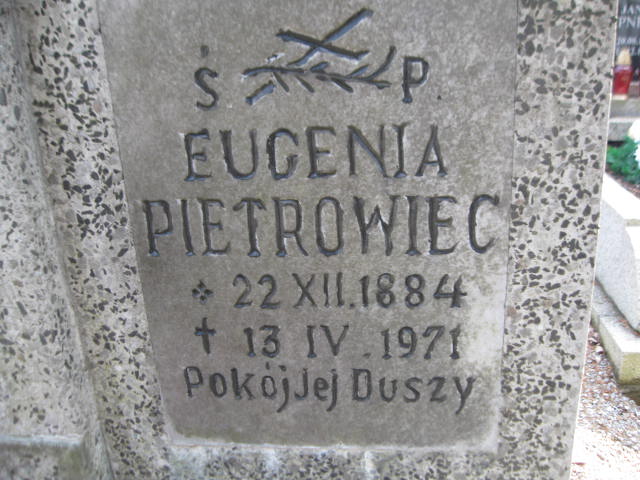 Ś P.
EUGENIA
PIETROWIEC
* 22 XII.1884
† 13 IV.1971
Pokój Jej Duszy